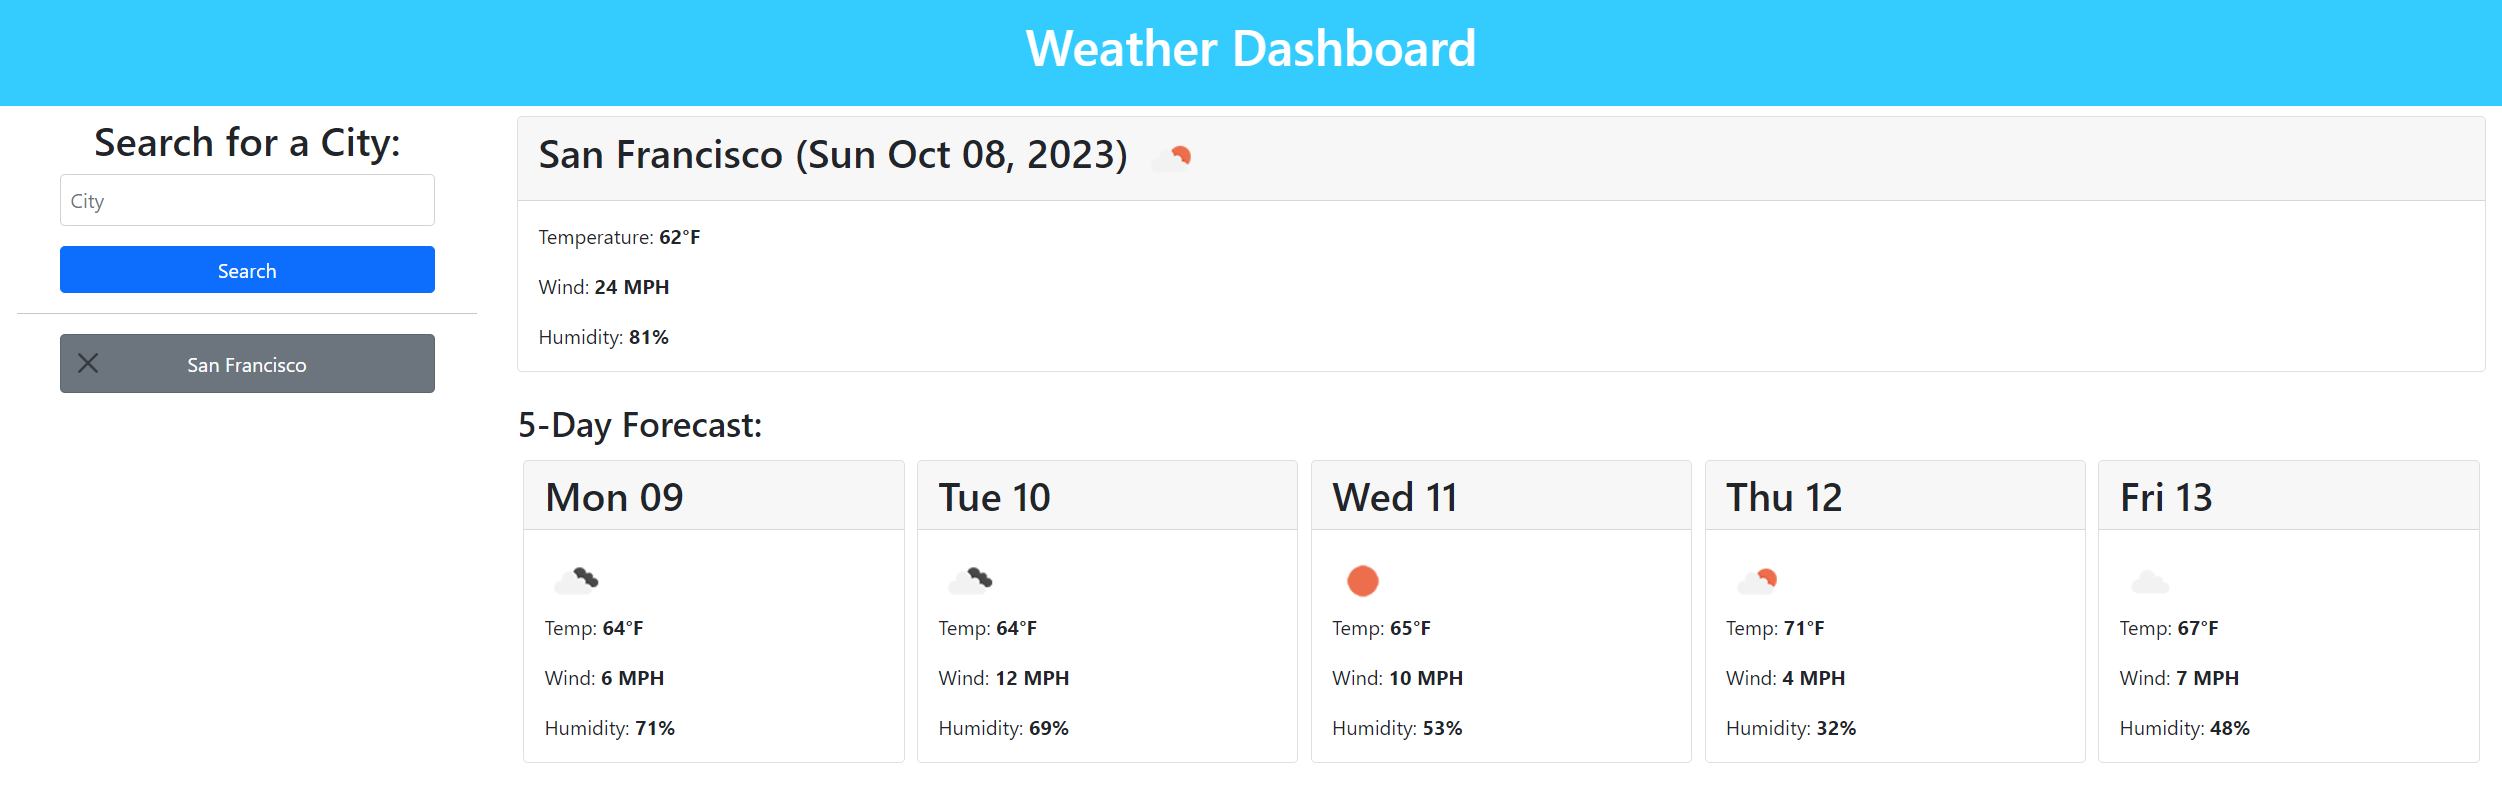 Weather Dashboard
Search for a City:
City
Search
San Francisco
San Francisco (Sun Oct 08, 2023)
Temperature: 62°F
Wind: 24 MPH
Humidity: 81%
5-Day Forecast:
Mon 09
Temp: 64°F
Wind: 6 MPH
Humidity: 71%
Tue 10
Temp: 64°F
Wind: 12 MPH
Humidity: 69%
Wed 11
Temp: 65°F
Wind: 10 MPH
Humidity: 53%
Thu 12
Temp: 71°F
Wind: 4 MPH
Humidity: 32%
Fri 13
Temp: 67°F
Wind: 7 MPH
Humidity: 48%